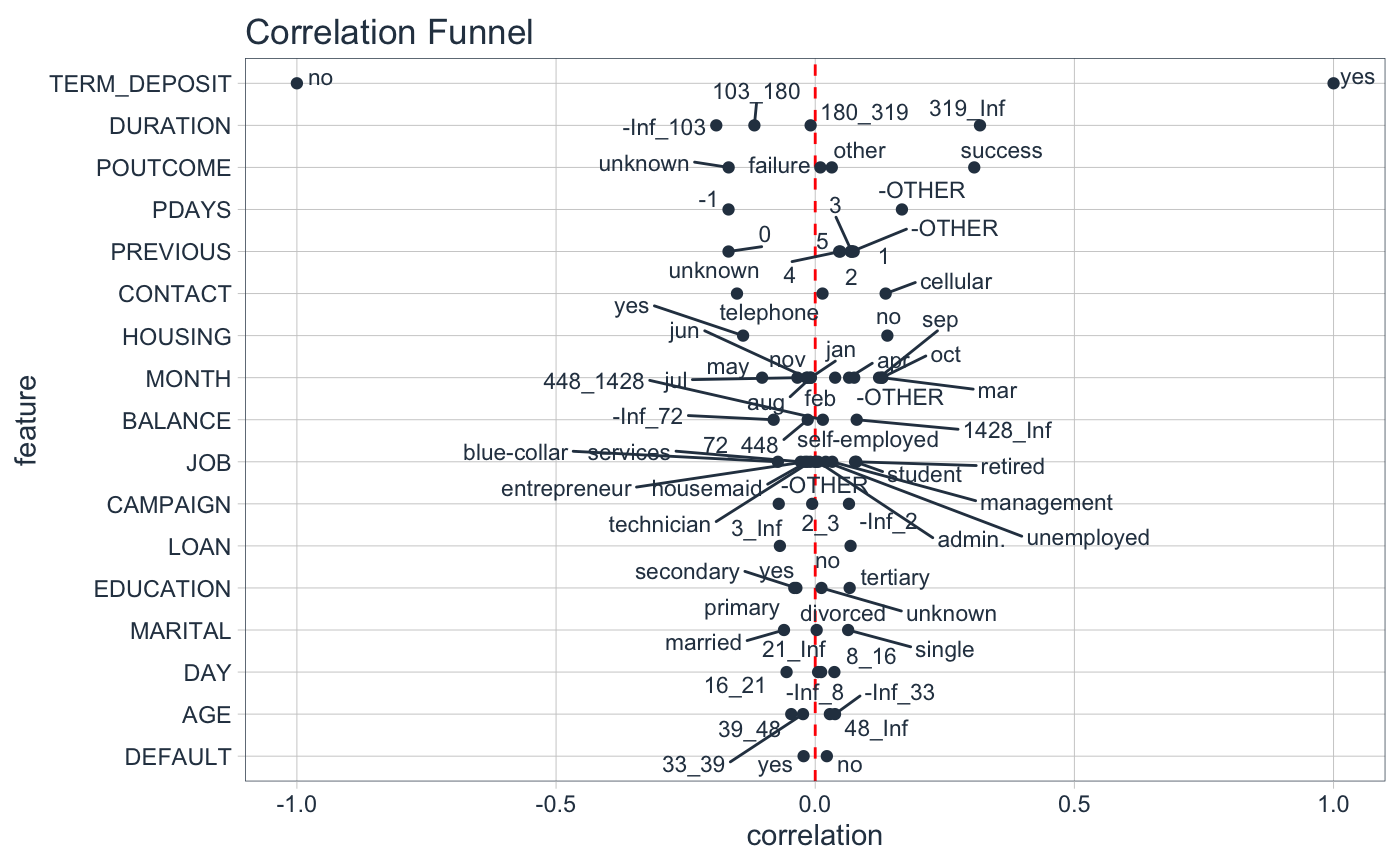 Correlation Funnel
feature
TERM_DEPOSIT
no
yes
103_180
DURATION
-Inf_103
180_319
319_Inf
POUTCOME
unknown
failure
other
success
PDAYS
-1
-OTHER
PREVIOUS
0
5
3
-OTHER
4
2
1
CONTACT
unknown
telephone
cellular
HOUSING
yes
no
MONTH
jun
may
nov
jan
apr
sep
oct
jul
aug
feb
-OTHER
mar
BALANCE
448_1428
-Inf_72
72_448
1428_Inf
JOB
self-employed
blue-collar
services
student
retired
entrepreneur
housemaid
-OTHER
management
technician
admin.
unemployed
CAMPAIGN
3_Inf
2_3
-Inf_2
LOAN
yes
no
EDUCATION
secondary
primary
tertiary
unknown
MARITAL
married
divorced
single
DAY
21_Inf
8_16
16_21
-Inf_8
AGE
-Inf_33
39_48
48_Inf
33_39
DEFAULT
yes
no
-1.0
-0.5
0.0
0.5
1.0
correlation